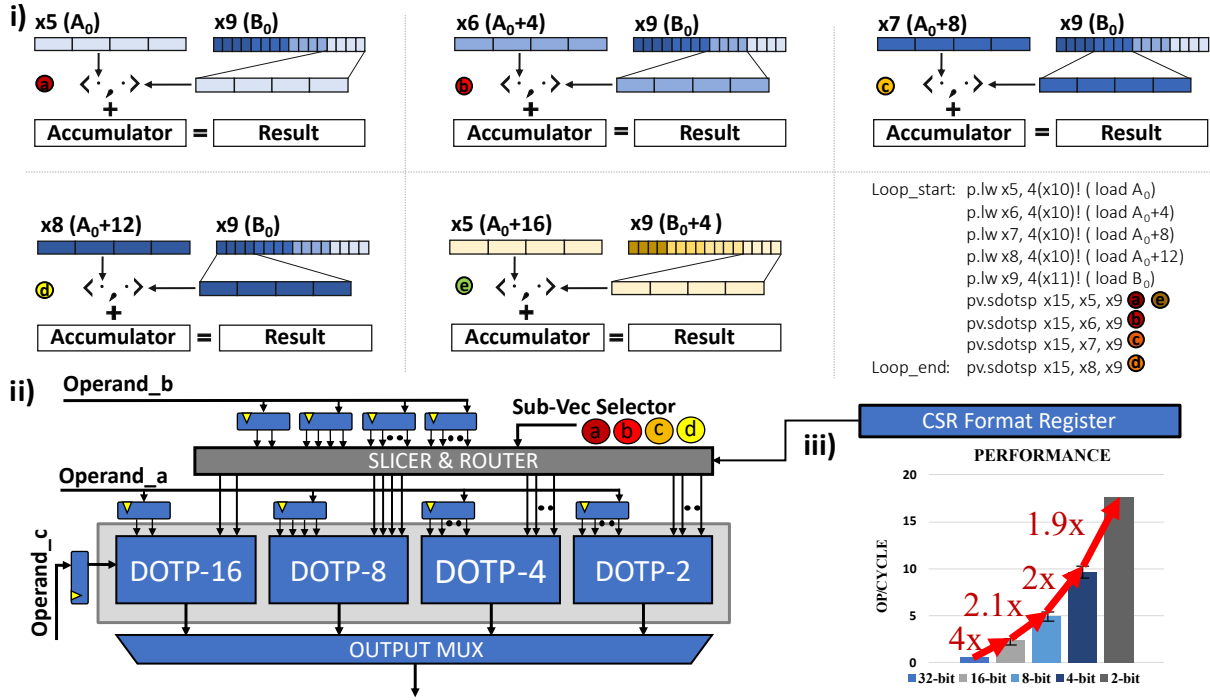 i)
x5 (A0) x9 (B0)
a < · , · >
+
Accumulator = Result
x6 (A0+4) x9 (B0)
b < · , · >
+
Accumulator = Result
x7 (A0+8) x9 (B0)
c < · , · >
+
Accumulator = Result
x8 (A0+12) x9 (B0)
d < · , · >
+
Accumulator = Result
x5 (A0+16) x9 (B0+4)
e < · , · >
+
Accumulator = Result
Loop_start: p.lw x5, 4(x10)! ( load A0)
p.lw x6, 4(x10)! ( load A0+4)
p.lw x7, 4(x10)! ( load A0+8)
p.lw x8, 4(x10)! ( load A0+12)
p.lw x9, 4(x11)! ( load B0)
pv.sdotsp x15, x5, x9 a e
pv.sdotsp x15, x6, x9 b
pv.sdotsp x15, x7, x9 c
Loop_end: pv.sdotsp x15, x8, x9 d
ii)
Operand_b
Sub-Vec Selector
a b c d
SLICER & ROUTER
Operand_a
Operand_c
DOTP-16 DOTP-8 DOTP-4 DOTP-2
OUTPUT MUX
iii)
CSR Format Register
PERFORMANCE
OP/CYCLE
20
15
10
5
0
4x
2.1x
2x
1.9x
32-bit 16-bit 8-bit 4-bit 2-bit